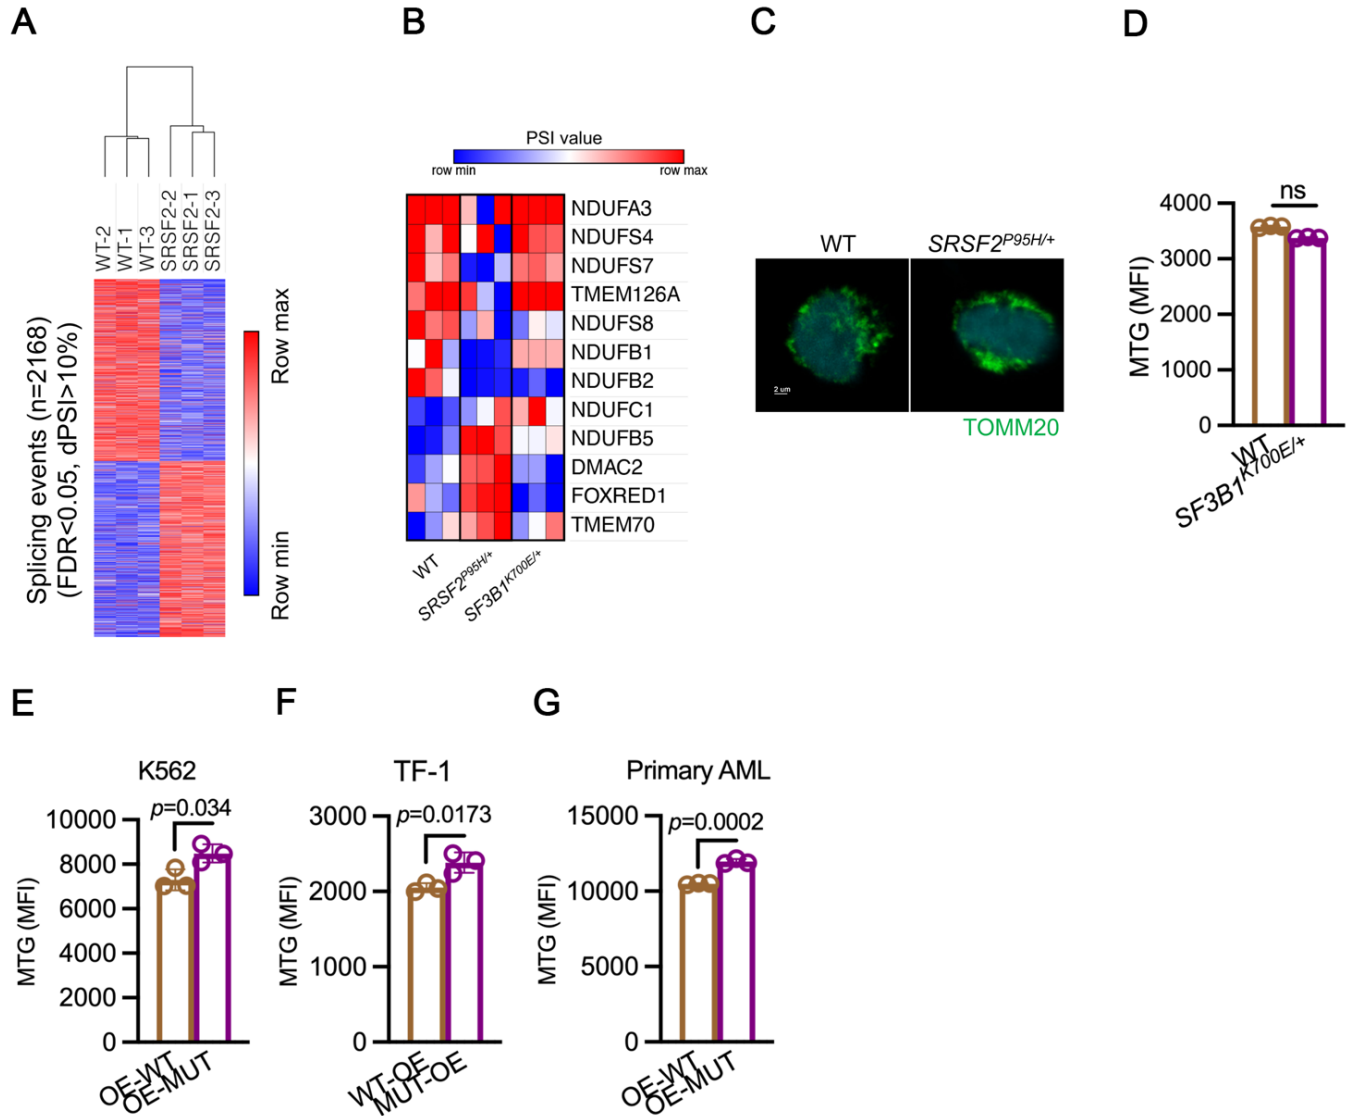 A
B
C
D
WT-2
WT-1
WT-3
SRSF2-2
SRSF2-1
SRSF2-3
Splicing events (n=2168)
(FDR<0.05, dPSI>10%)
Row max
Row min
PSI value
row min
row max
NDUFA3
NDUFS4
NDUFS7
TMEM126A
NDUFS8
NDUFB1
NDUFB2
NDUFC1
NDUFB5
DMAC2
FOXRED1
TMEM70
WT
SRSF2P95H/+
SF3B1K700E/+
WT
SRSF2P95H/+
2 um
TOMM20
ns
MTG (MFI)
4000
3000
2000
1000
0
WT
SF3B1K700E/+
E
F
G
K562
p=0.034
MTG (MFI)
10000
8000
6000
4000
2000
0
OE-WT
OE-MUT
TF-1
p=0.0173
MTG (MFI)
3000
2000
1000
0
WT-OE
MUT-OE
Primary AML
p=0.0002
MTG (MFI)
15000
10000
5000
0
OE-WT
OE-MUT